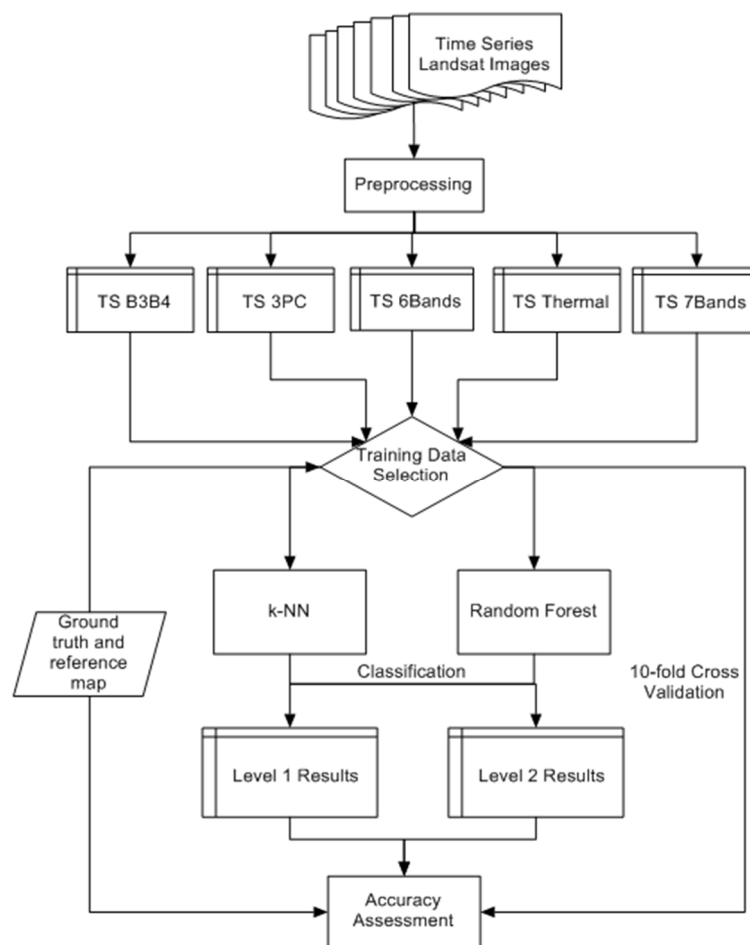 Time Series
Landsat Images
Preprocessing
TS B3B4
TS 3PC
TS 6Bands
TS Thermal
TS 7Bands
Training Data
Selection
k-NN
Random Forest
Ground
truth and
reference
map
Classification
10-fold Cross
Validation
Level 1 Results
Level 2 Results
Accuracy
Assessment